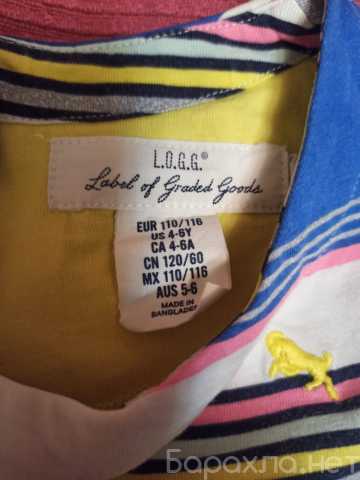 L.O.G.G.®
Label of Graded Goods
EUR 110/116
US 4-6Y
CA 4-6A
CN 120/60
MX 110/116
AUS 5-6
MADE IN
BANGLADESH
Барахла.нет